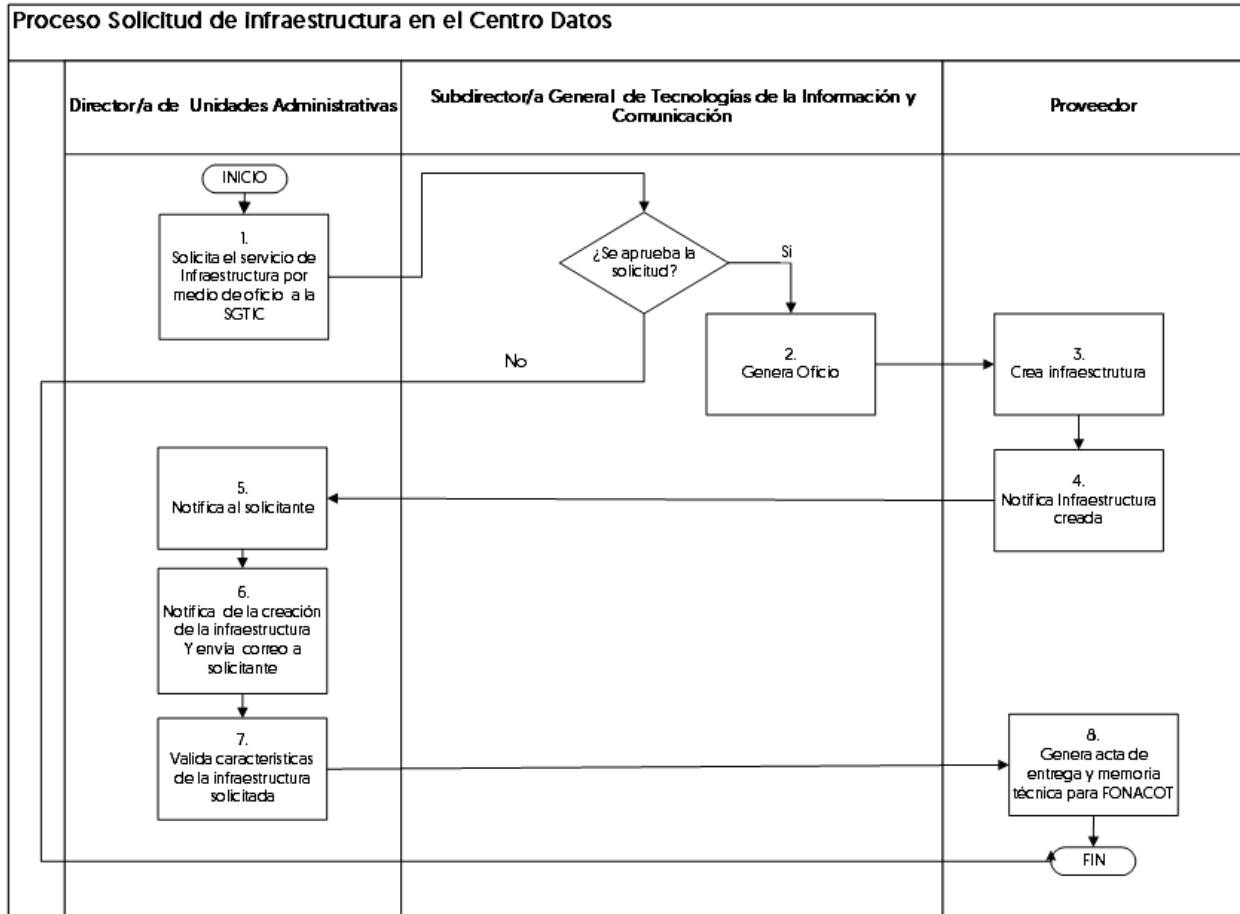 Proceso Solicitud de infraestructura en el Centro Datos
Director/a de Unidades Administrativas
Subdirector/a General de Tecnologías de la Información y
Comunicación
Proveedor
INICIO
1.
Solicita el servicio de
Infraestructura por
medio de oficio a la
SGTIC
¿Se aprueba la
solicitud?
Si
No
2.
Genera Oficio
3.
Crea infraesctrutura
4.
Notifica Infraestructura
creada
5.
Notifica al solicitante
6.
Notifica de la creación
de la infraestructura
Y envía correo a
solicitante
7.
Valida características
de la infraestructura
solicitada
8.
Genera acta de
entrega y memoria
técnica para FONACOT
FIN